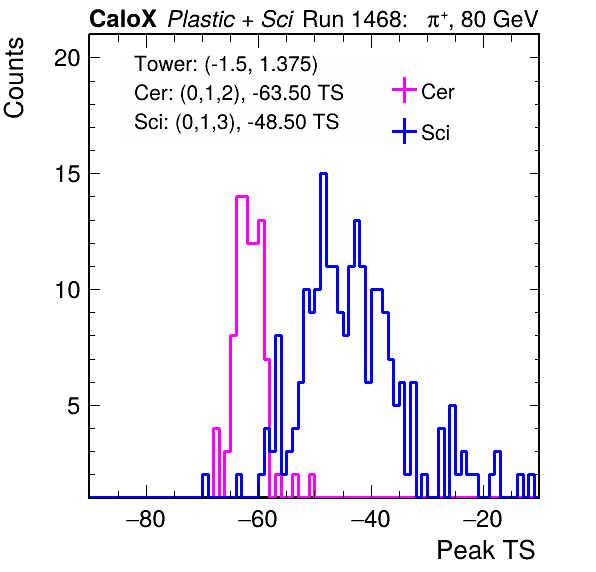 CaloX Plastic + Sci Run 1468: π+, 80 GeV
Counts
20
15
10
5
Tower: (-1.5, 1.375)
Cer: (0,1,2), -63.50 TS
Sci: (0,1,3), -48.50 TS
Cer
Sci
−80 −60 −40 −20
Peak TS